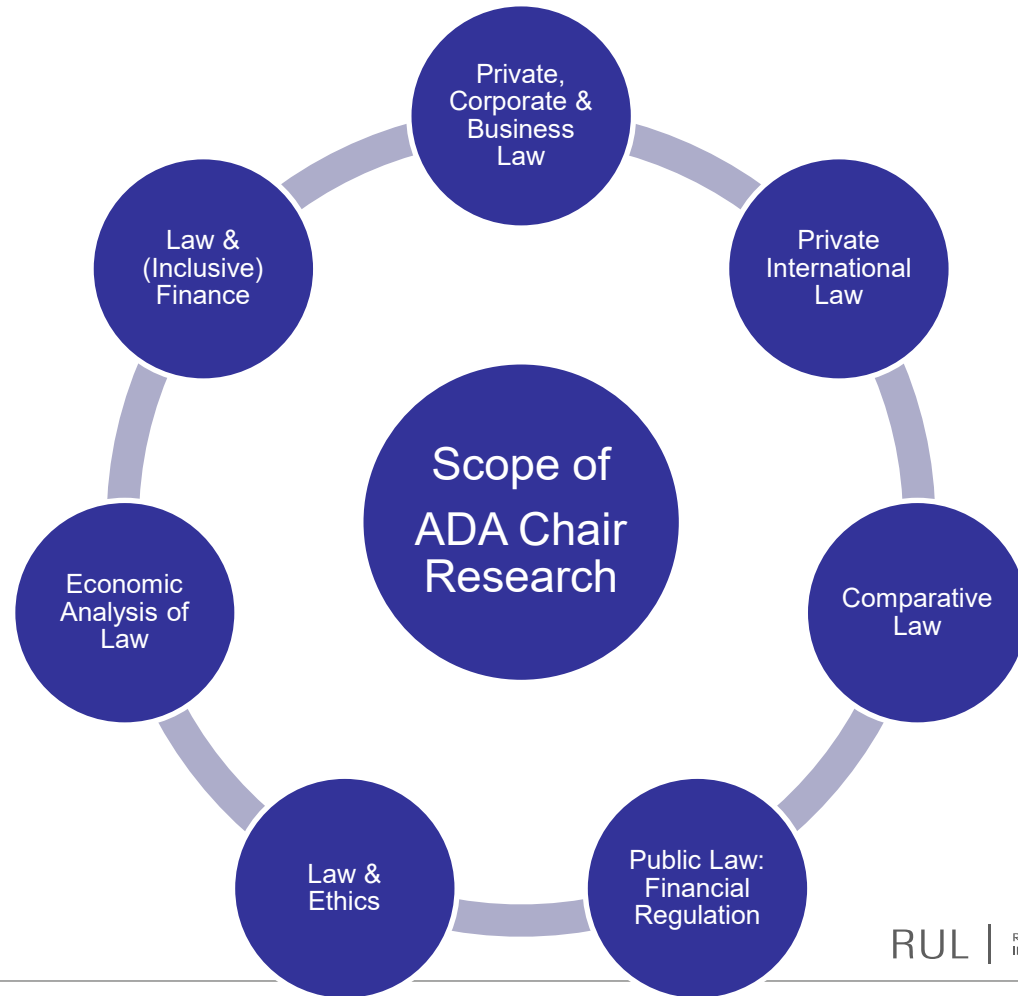 Private,
Corporate &
Business
Law
Law &
(Inclusive)
Finance
Private
International
Law
Scope of
ADA Chair
Research
Economic
Analysis of
Law
Comparative
Law
Law &
Ethics
Public Law:
Financial
Regulation
RUL